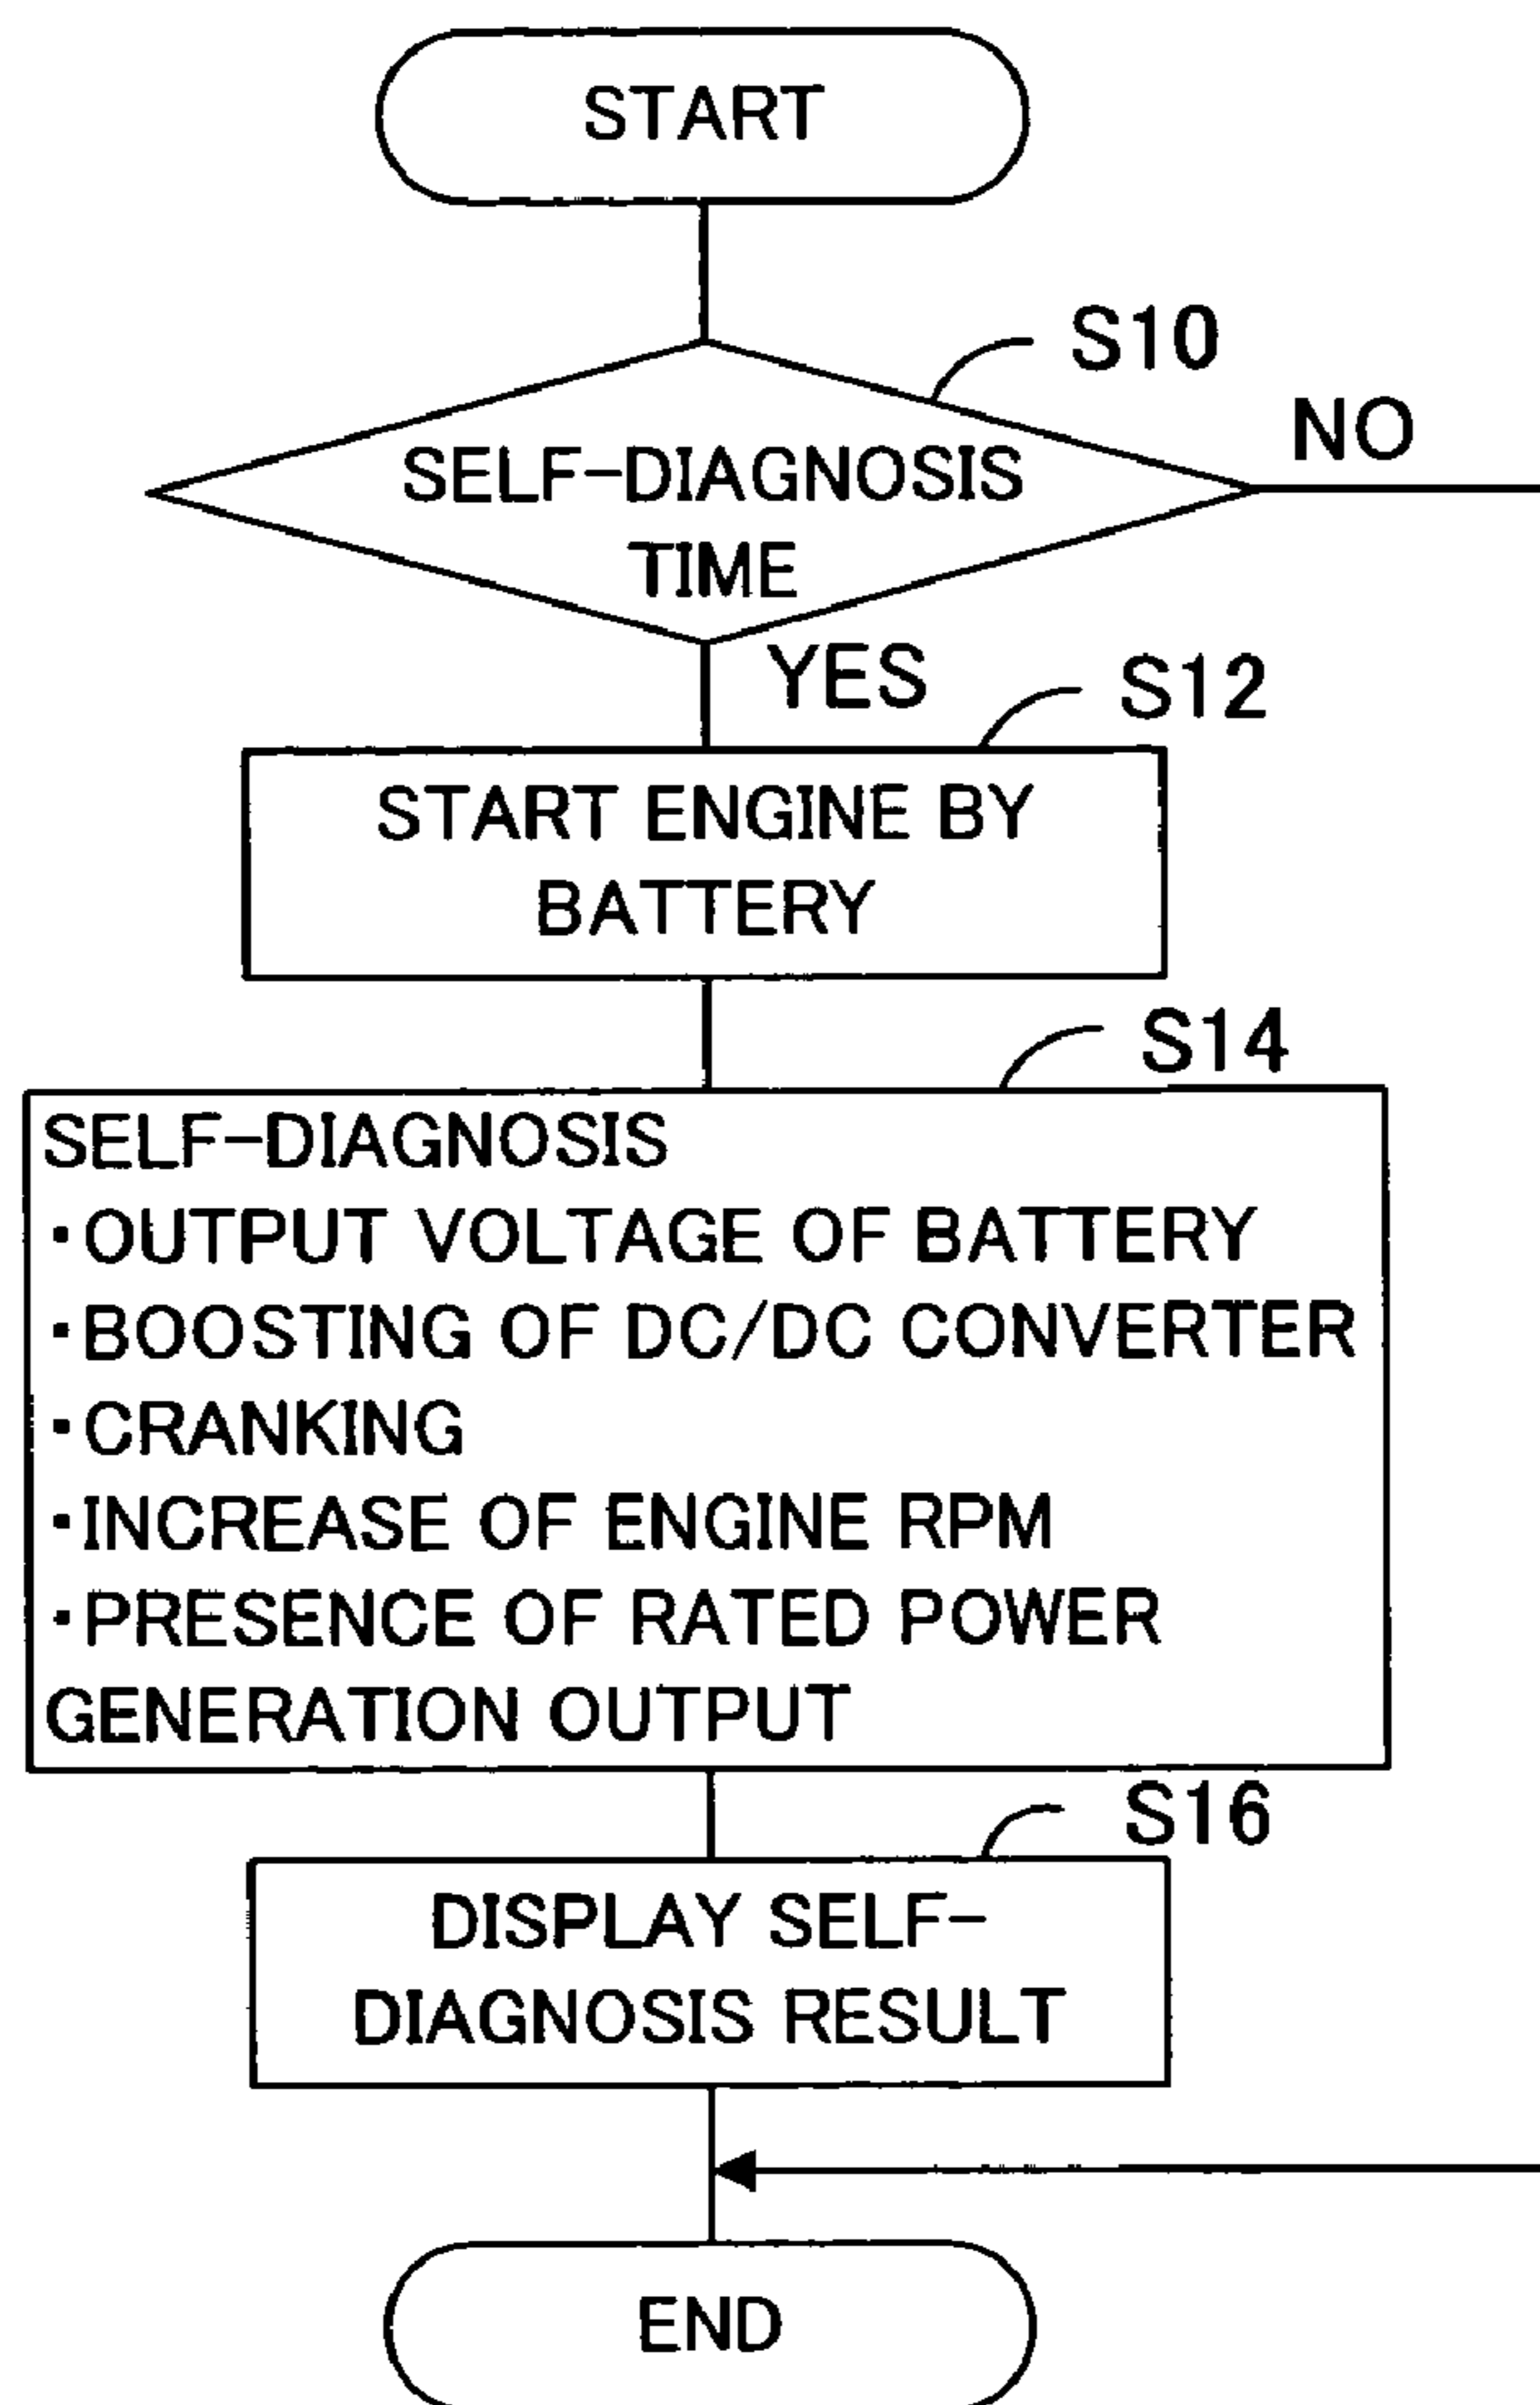 START
S10
NO
SELF-DIAGNOSIS
TIME
YES
S12
START ENGINE BY
BATTERY
S14
SELF-DIAGNOSIS
・OUTPUT VOLTAGE OF BATTERY
・BOOSTING OF DC/DC CONVERTER
・CRANKING
・INCREASE OF ENGINE RPM
・PRESENCE OF RATED POWER
GENERATION OUTPUT
S16
DISPLAY SELF-
DIAGNOSIS RESULT
END